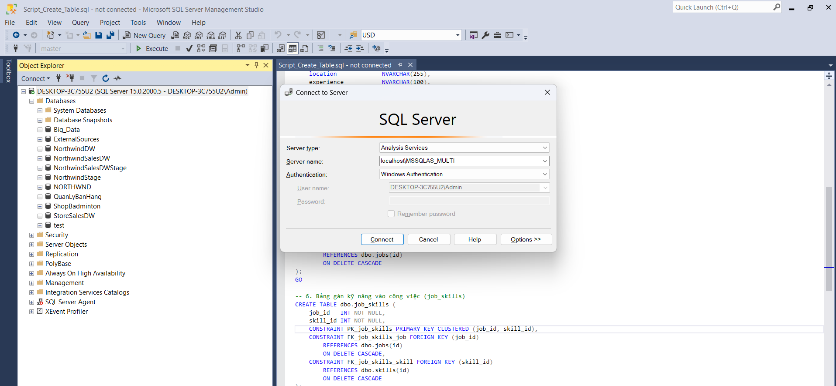 Script_Create_Table.sql - not connected - Microsoft SQL Server Management Studio
Quick Launch (Ctrl+Q)
File Edit View Query Project Tools Window Help
New Query
USD
master
Execute
Toolbox
Object Explorer
Connect
DESKTOP-3C755U2 (SQL Server 15.0.2000.5 - DESKTOP-3C755U2\Admin)
Databases
System Databases
Database Snapshots
Big_Data
ExternalSources
NorthwindDW
NorthwindSalesDW
NorthwindSalesDWStage
NorthwindStage
NORTHWND
QuanLyBanHang
ShopBadminton
StoreSalesDW
test
Security
Server Objects
Replication
PolyBase
Always On High Availability
Management
Integration Services Catalogs
SQL Server Agent
XEvent Profiler
Script_Create_Table.sql - not connected
location NVARCHAR(255),
experience NVARCHAR(100),
Connect to Server
SQL Server
Server type: Analysis Services
Server name: localhost\MSSQLAS_MULTI
Authentication: Windows Authentication
User name: DESKTOP-3C755U2\Admin
Password:
Remember password
Connect Cancel Help Options >>
REFERENCES dbo.jobs(id)
ON DELETE CASCADE
);
GO
-- 6. Bảng gán kỹ năng vào công việc (job_skills)
CREATE TABLE dbo.job_skills (
job_id INT NOT NULL,
skill_id INT NOT NULL,
CONSTRAINT PK_job_skills PRIMARY KEY CLUSTERED (job_id, skill_id),
CONSTRAINT FK_job_skills_job FOREIGN KEY (job_id)
REFERENCES dbo.jobs(id)
ON DELETE CASCADE,
CONSTRAINT FK_job_skills_skill FOREIGN KEY (skill_id)
REFERENCES dbo.skills(id)
ON DELETE CASCADE